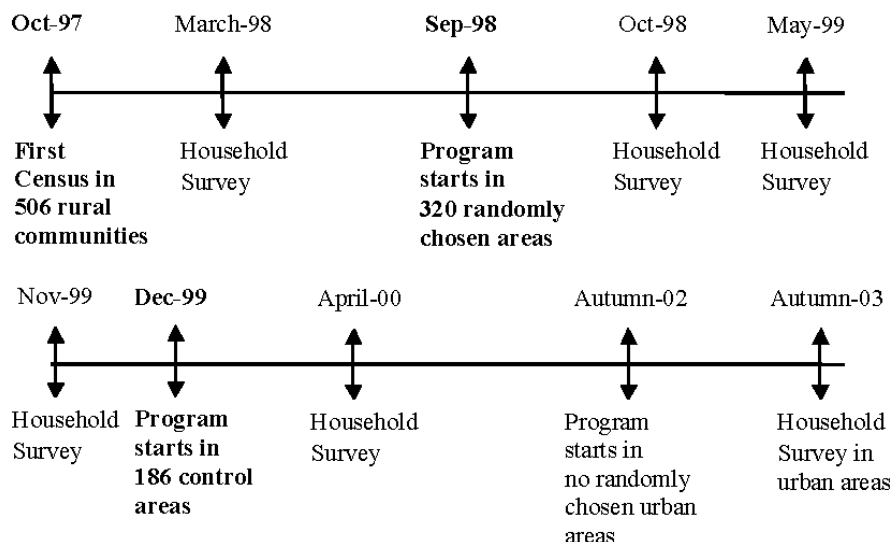 Oct-97 March-98 Sep-98 Oct-98 May-99
First
Census in
506 rural
communities
Household
Survey
Program
starts in
320 randomly
chosen areas
Household
Survey
Household
Survey
Nov-99 Dec-99 April-00 Autumn-02 Autumn-03
Household
Survey
Program
starts in
186 control
areas
Household
Survey
Program
starts in
no randomly
chosen urban
areas
Household
Survey in
urban areas